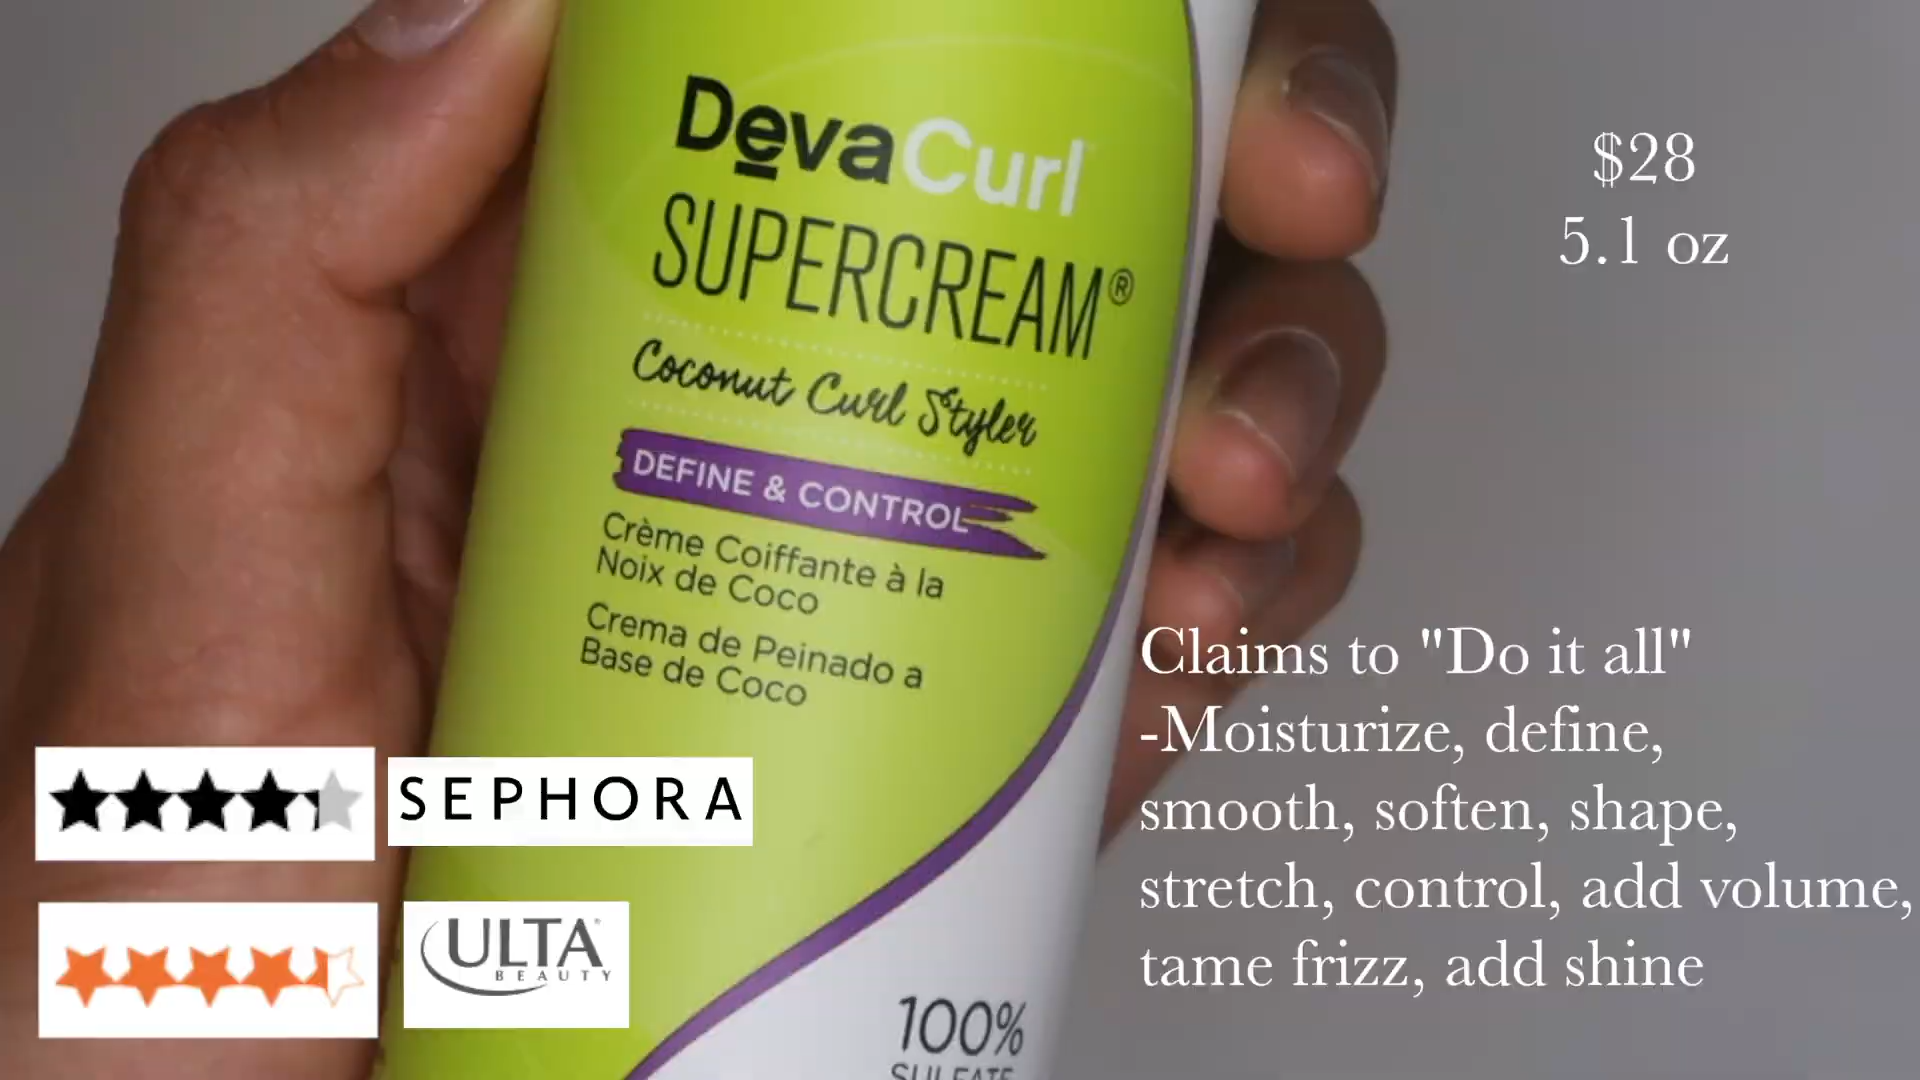 DevaCurl
SUPERCREAM®
Coconut Curl Styler
DEFINE & CONTROL
Crème Coiffante à la
Noix de Coco
Crema de Peinado a
Base de Coco
100%
SULFATE
$28
5.1 oz
Claims to "Do it all"
-Moisturize, define,
smooth, soften, shape,
stretch, control, add volume,
tame frizz, add shine
SEPHORA
ULTA
BEAUTY